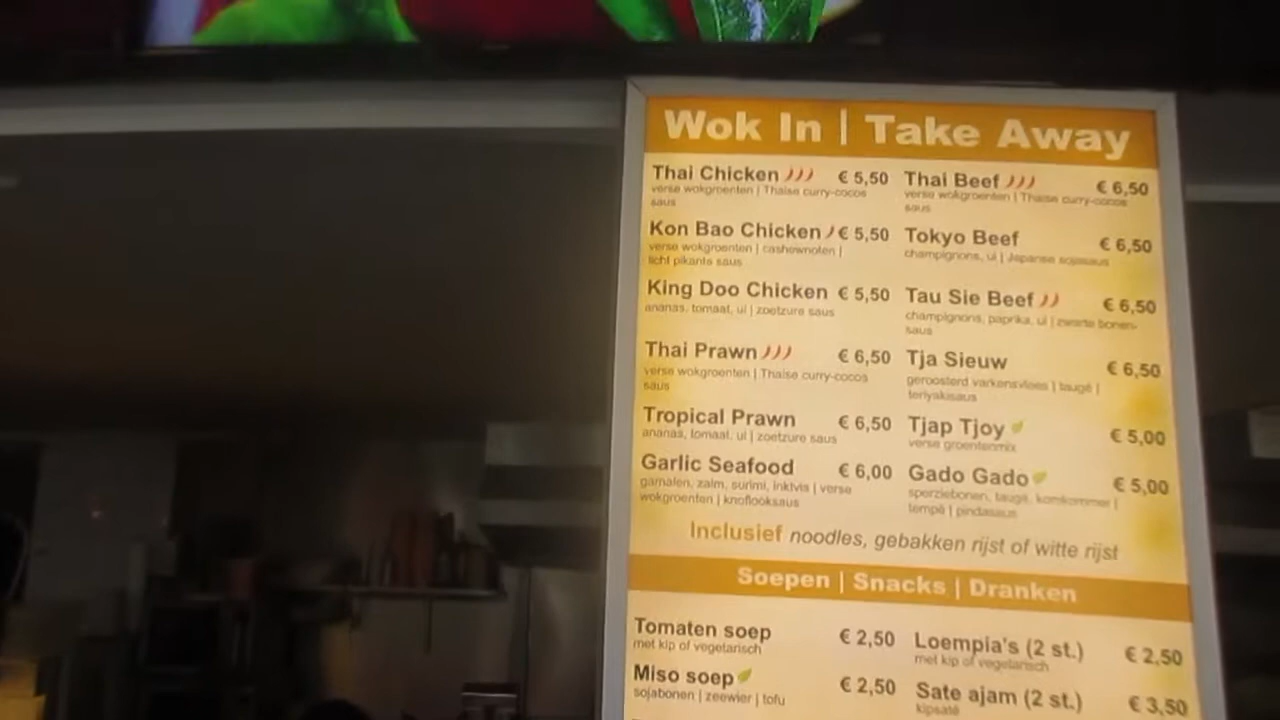 Wok In | Take Away
Thai Chicken € 5,50
verse wokgroenten | Thaise curry-cocos
saus
Kon Bao Chicken € 5,50
verse wokgroenten | cashewnoten |
licht pikante saus
King Doo Chicken € 5,50
ananas, tomaat, ui | zoetzure saus
Thai Prawn € 6,50
verse wokgroenten | Thaise curry-cocos
saus
Tropical Prawn € 6,50
ananas, tomaat, ui | zoetzure saus
Garlic Seafood € 6,00
garnalen, zalm, surimi, inktvis | verse
wokgroenten | knoflooksaus
Thai Beef € 6,50
verse wokgroenten | Thaise curry-cocos
saus
Tokyo Beef € 6,50
champignons, ui | Japanse sojasaus
Tau Sie Beef € 6,50
champignons, paprika, ui | zwarte bonen-
saus
Tja Sieuw € 6,50
geroosterd varkensvlees | taugé |
teriyakisaus
Tjap Tjoy € 5,00
verse groentenmix
Gado Gado € 5,00
sperziebonen, taugé, komkommer |
tempé | pindasaus
Inclusief noodles, gebakken rijst of witte rijst
Soepen | Snacks | Dranken
Tomaten soep € 2,50
met kip of vegetarisch
Miso soep € 2,50
sojabonen | zeewier | tofu
Loempia's (2 st.) € 2,50
met kip of vegetarisch
Sate ajam (2 st.) € 3,50
kipsaté